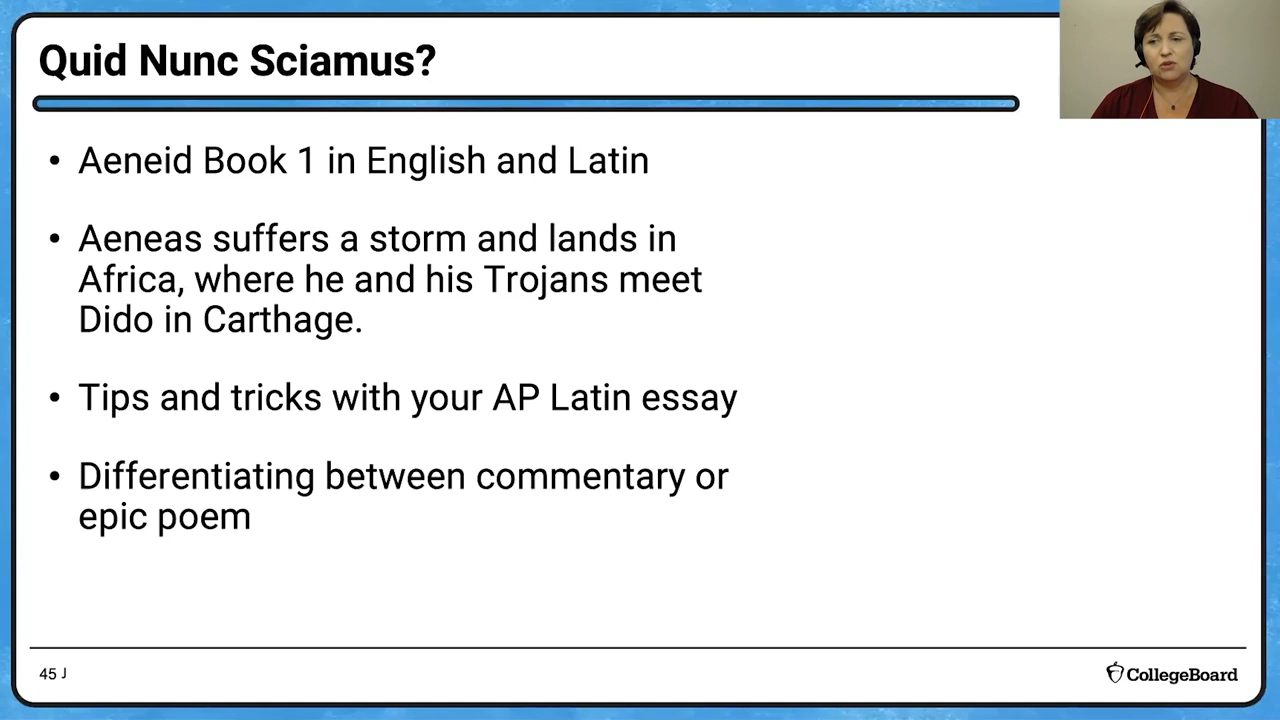 Quid Nunc Sciamus?
• Aeneid Book 1 in English and Latin
• Aeneas suffers a storm and lands in
Africa, where he and his Trojans meet
Dido in Carthage.
• Tips and tricks with your AP Latin essay
• Differentiating between commentary or
epic poem
45 J
CollegeBoard